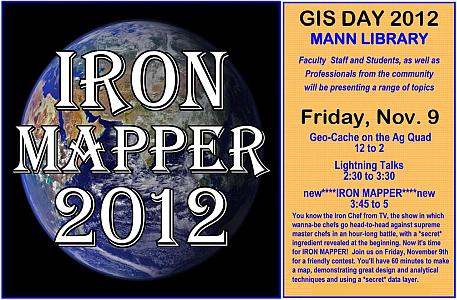 IRON
MAPPER
2012
GIS DAY 2012
MANN LIBRARY
Faculty Staff and Students, as well as
Professionals from the community
will be presenting a range of topics
Friday, Nov. 9
Geo-Cache on the Ag Quad
12 to 2
Lightning Talks
2:30 to 3:30
new****IRON MAPPER****new
3:45 to 5
You know the Iron Chef from TV, the show in which
wanna-be chefs go head-to-head against supreme
master chefs in an hour-long battle, with a *secret*
ingredient revealed at the beginning. Now it's time
for IRON MAPPER! Join us on Friday, November 9th
for a friendly contest. You'll have 60 minutes to make
a map, demonstrating great design and analytical
techniques and using a *secret* data layer.